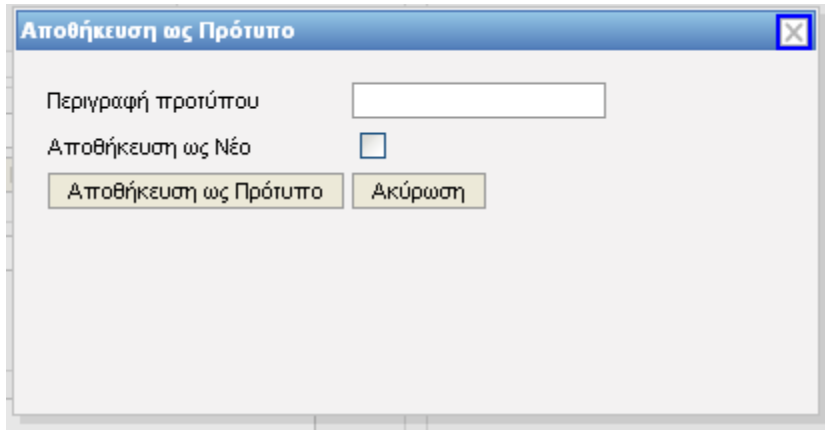 Αποθήκευση ως Πρότυπο
Περιγραφή προτύπου
Αποθήκευση ως Νέο
Αποθήκευση ως Πρότυπο Ακύρωση